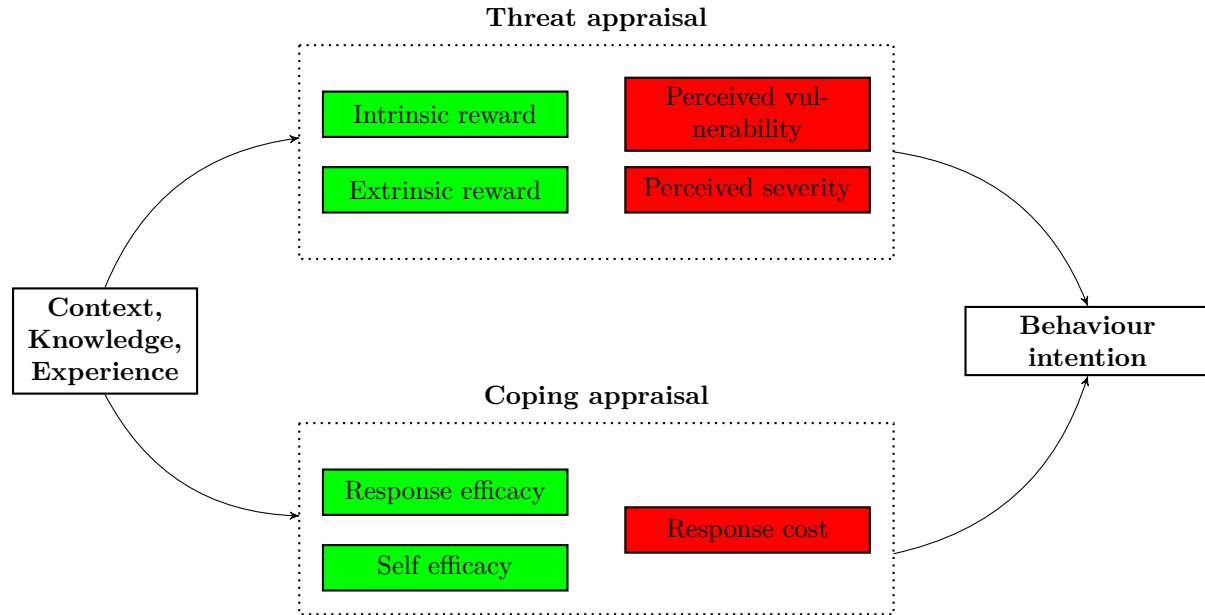 Threat appraisal
Intrinsic reward
Perceived vul-
nerability
Extrinsic reward
Perceived severity
Context,
Knowledge,
Experience
Behaviour
intention
Coping appraisal
Response efficacy
Response cost
Self efficacy